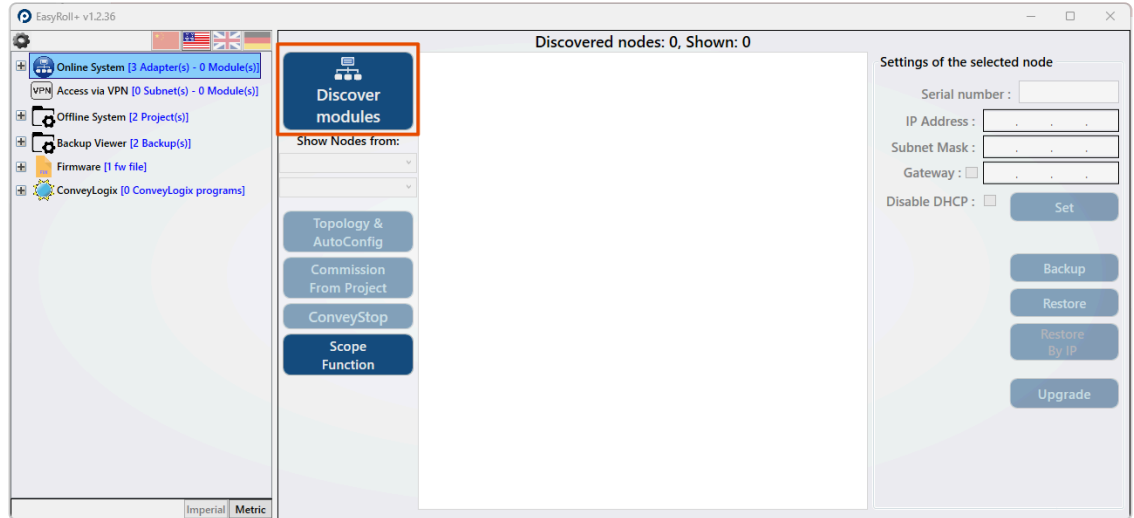 EasyRoll+ v1.2.36
Online System [3 Adapter(s) - 0 Module(s)]
VPN Access via VPN [0 Subnet(s) - 0 Module(s)]
Offline System [2 Project(s)]
Backup Viewer [2 Backup(s)]
Firmware [1 fw file]
ConveyLogix [0 ConveyLogix programs]
Imperial Metric
Discovered nodes: 0, Shown: 0
Discover
modules
Show Nodes from:
Topology &
AutoConfig
Commission
From Project
ConveyStop
Scope
Function
Settings of the selected node
Serial number :
IP Address : . . .
Subnet Mask : . . .
Gateway : . . .
Disable DHCP :
Set
Backup
Restore
Restore
By IP
Upgrade